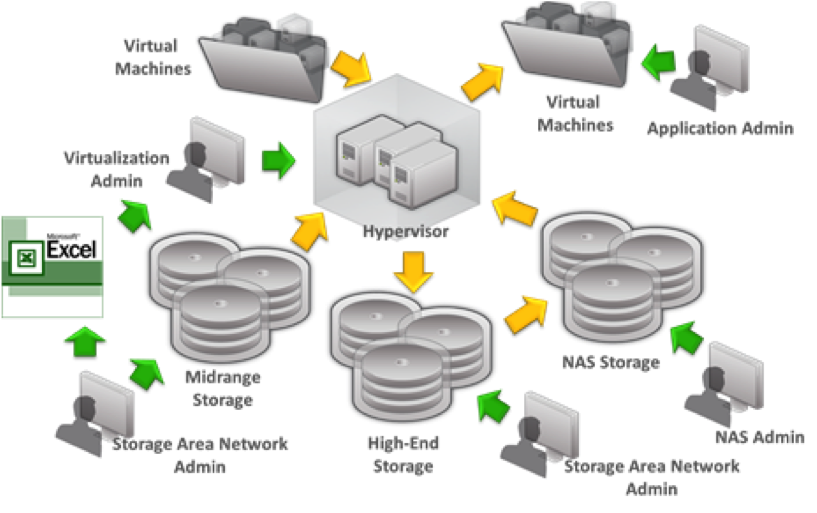 Virtual
Machines
Virtual
Machines
Application Admin
Virtualization
Admin
Microsoft
Excel
Hypervisor
Midrange
Storage
NAS Storage
Storage Area Network
Admin
High-End
Storage
NAS Admin
Storage Area Network
Admin